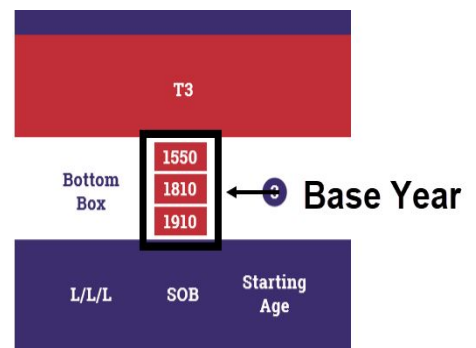 T3
1550
Bottom
Box
1810
Base Year
1910
L/L/L
SOB
Starting
Age